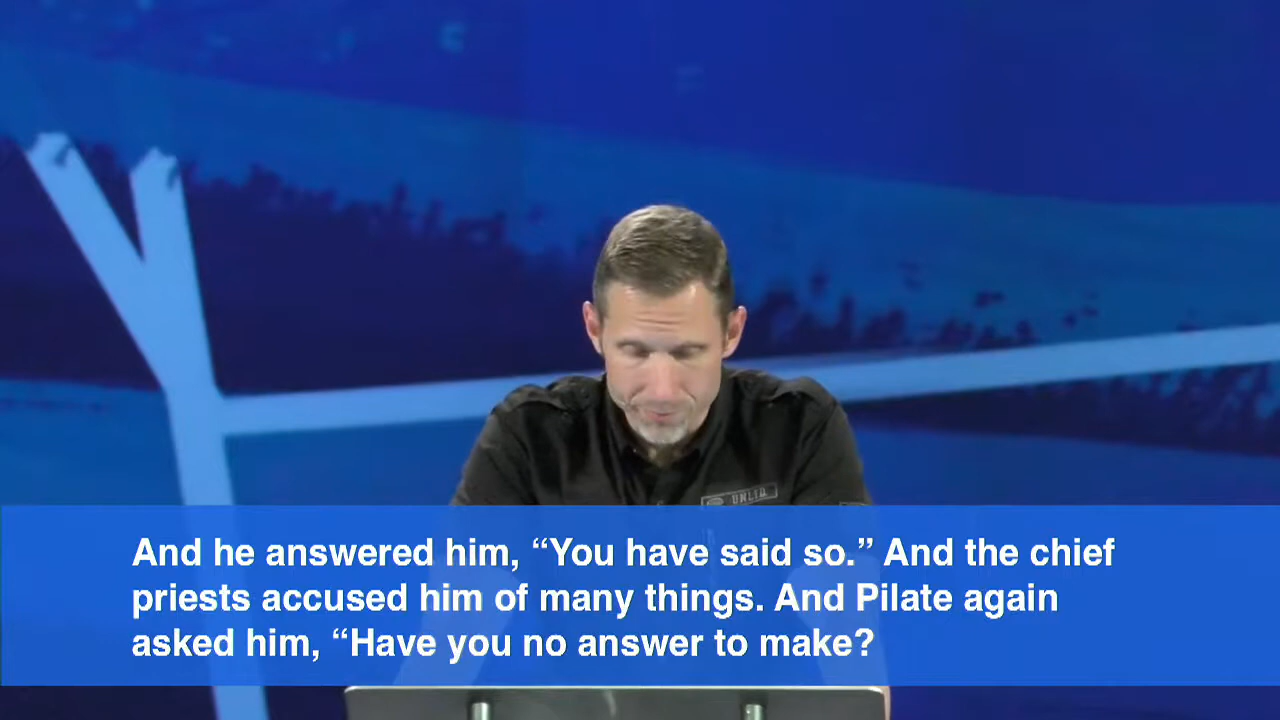 UNLTD
And he answered him, “You have said so.” And the chief
priests accused him of many things. And Pilate again
asked him, “Have you no answer to make?